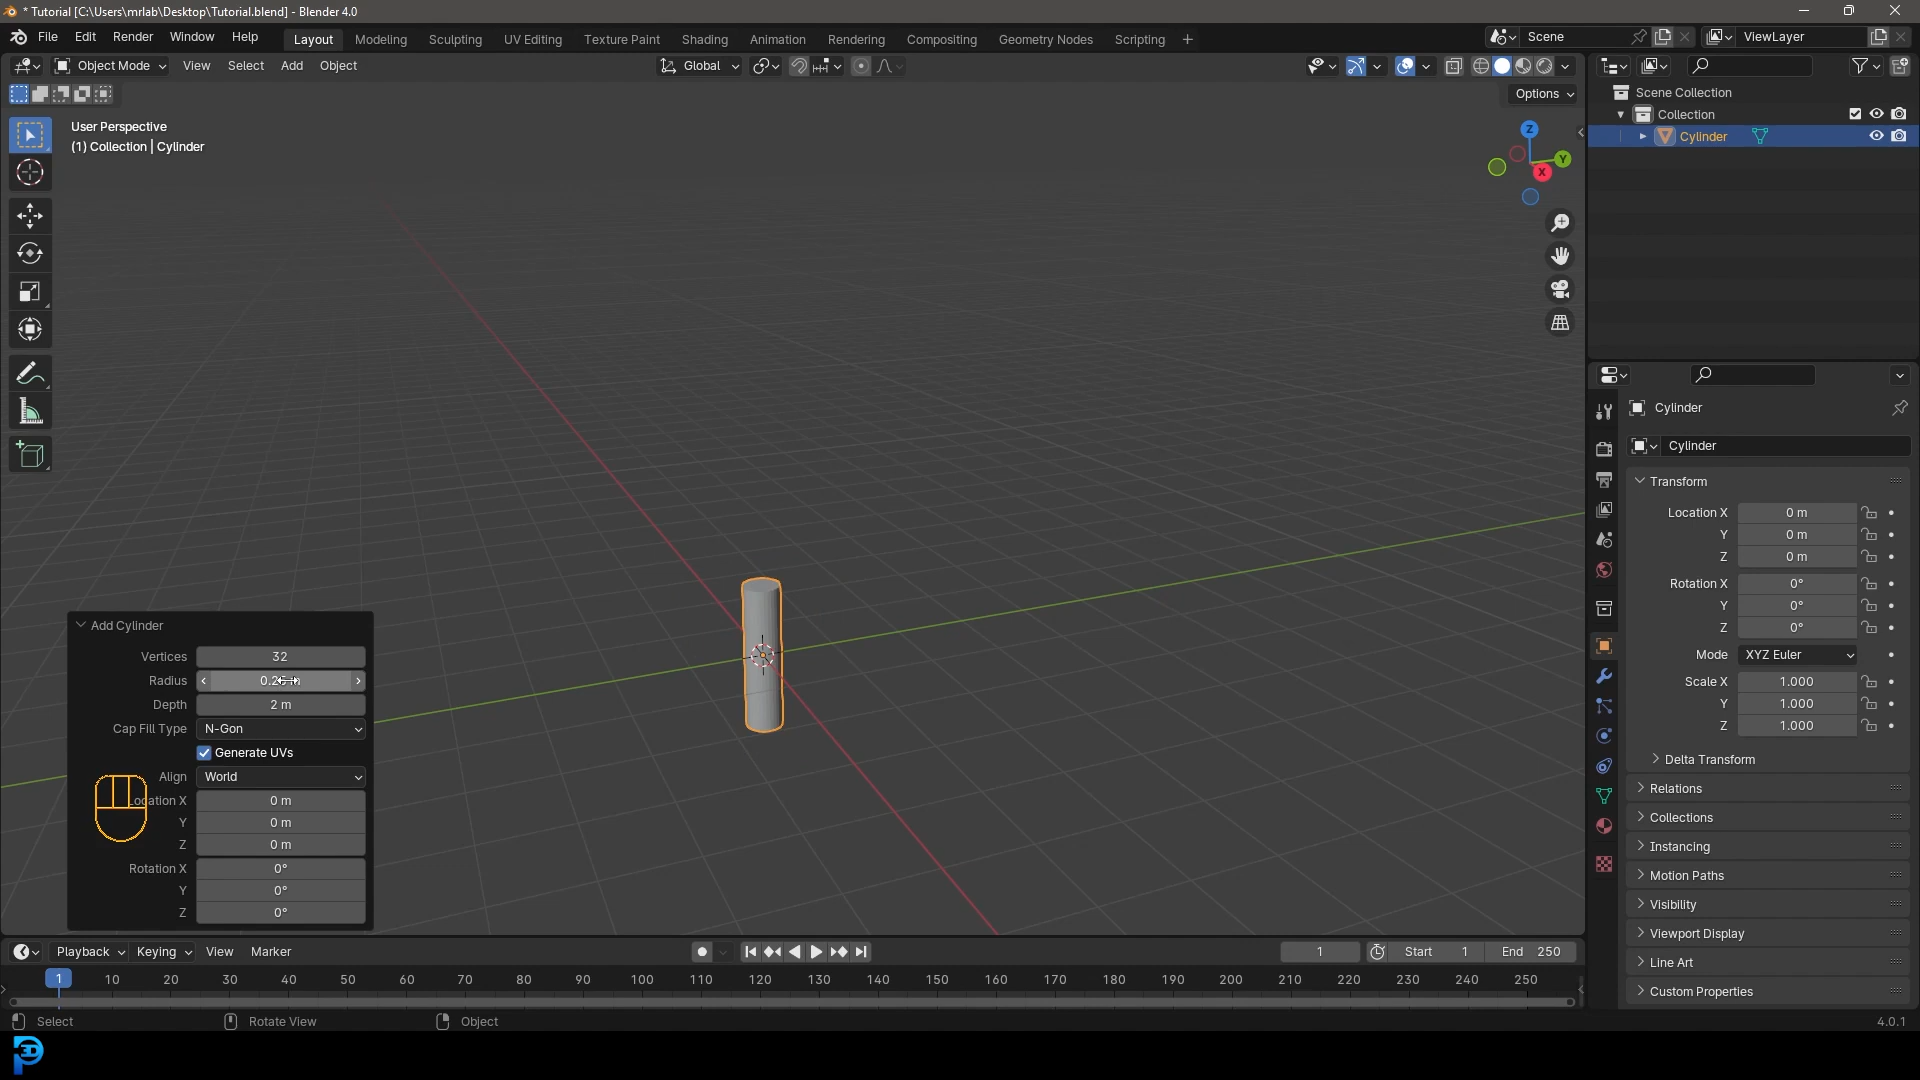 * Tutorial [C:\Users\mrlab\Desktop\Tutorial.blend] - Blender 4.0
File Edit Render Window Help Layout Modeling Sculpting UV Editing Texture Paint Shading Animation Rendering Compositing Geometry Nodes Scripting + Scene ViewLayer
Object Mode View Select Add Object Global
Options
User Perspective
(1) Collection | Cylinder
Z
Y
X
Scene Collection
Collection
Cylinder
Cylinder
Cylinder
Transform
Location X 0 m
Y 0 m
Z 0 m
Rotation X 0°
Y 0°
Z 0°
Mode XYZ Euler
Scale X 1.000
Y 1.000
Z 1.000
Delta Transform
Relations
Collections
Instancing
Motion Paths
Visibility
Viewport Display
Line Art
Custom Properties
Add Cylinder
Vertices 32
Radius
Depth 2 m
Cap Fill Type N-Gon
Generate UVs
Align World
Location X 0 m
Y 0 m
Z 0 m
Rotation X 0°
Y 0°
Z 0°
Playback Keying View Marker 1 Start 1 End 250
1 10 20 30 40 50 60 70 80 90 100 110 120 130 140 150 160 170 180 190 200 210 220 230 240 250
Select Rotate View Object 4.0.1